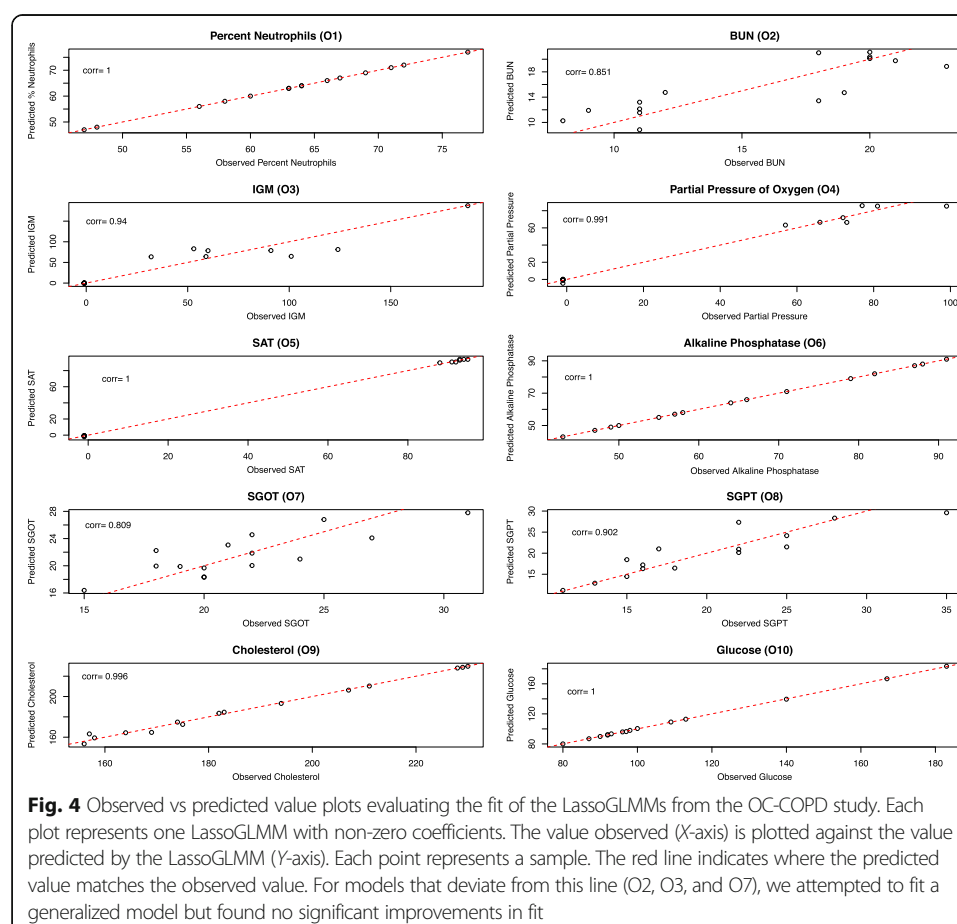 Percent Neutrophils (O1)
Predicted % Neutrophils
50 60 70
corr= 1
50 55 60 65 70 75
Observed Percent Neutrophils
BUN (O2)
Predicted BUN
10 14 18
corr= 0.851
10 15 20
Observed BUN
IGM (O3)
Predicted IGM
0 50 100
corr= 0.94
0 50 100 150
Observed IGM
Partial Pressure of Oxygen (O4)
Predicted Partial Pressure
0 20 60
corr= 0.991
0 20 40 60 80 100
Observed Partial Pressure
SAT (O5)
Predicted SAT
0 20 60
corr= 1
0 20 40 60 80
Observed SAT
Alkaline Phosphatase (O6)
Predicted Alkaline Phosphatase
50 70 90
corr= 1
50 60 70 80 90
Observed Alkaline Phosphatase
SGOT (O7)
Predicted SGOT
16 20 24 28
corr= 0.809
15 20 25 30
Observed SGOT
SGPT (O8)
Predicted SGPT
15 20 25 30
corr= 0.902
15 20 25 30 35
Observed SGPT
Cholesterol (O9)
Predicted Cholesterol
160 200
corr= 0.996
160 180 200 220
Observed Cholesterol
Glucose (O10)
Predicted Glucose
80 120 160
corr= 1
80 100 120 140 160 180
Observed Glucose
Fig. 4 Observed vs predicted value plots evaluating the fit of the LassoGLMMs from the OC-COPD study. Each
plot represents one LassoGLMM with non-zero coefficients. The value observed (X-axis) is plotted against the value
predicted by the LassoGLMM (Y-axis). Each point represents a sample. The red line indicates where the predicted
value matches the observed value. For models that deviate from this line (O2, O3, and O7), we attempted to fit a
generalized model but found no significant improvements in fit